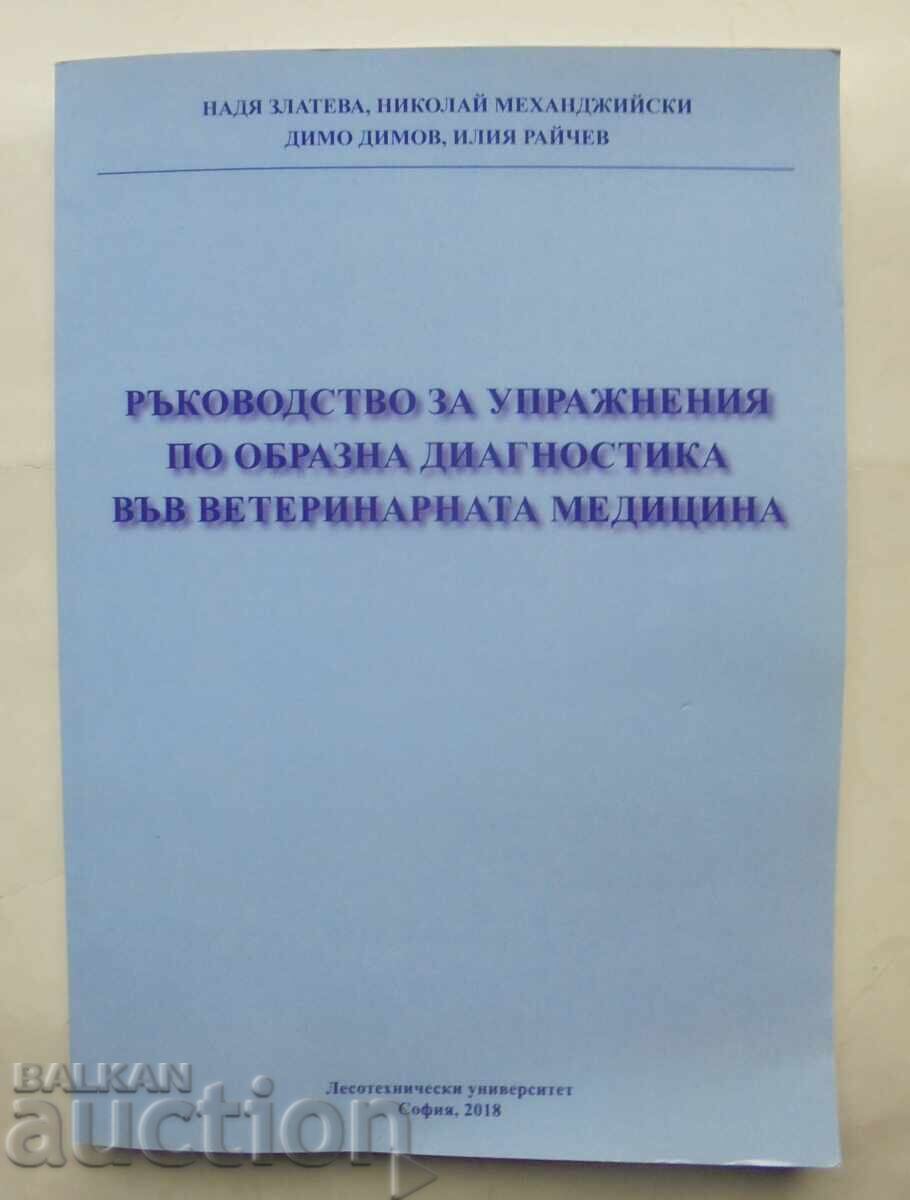 НАДЯ ЗЛАТЕВА, НИКОЛАЙ МЕХАНДЖИЙСКИ
ДИМО ДИМОВ, ИЛИЯ РАЙЧЕВ
РЪКОВОДСТВО ЗА УПРАЖНЕНИЯ
ПО ОБРАЗНА ДИАГНОСТИКА
ВЪВ ВЕТЕРИНАРНАТА МЕДИЦИНА
Лесотехнически университет
София, 2018
BALKAN
auction